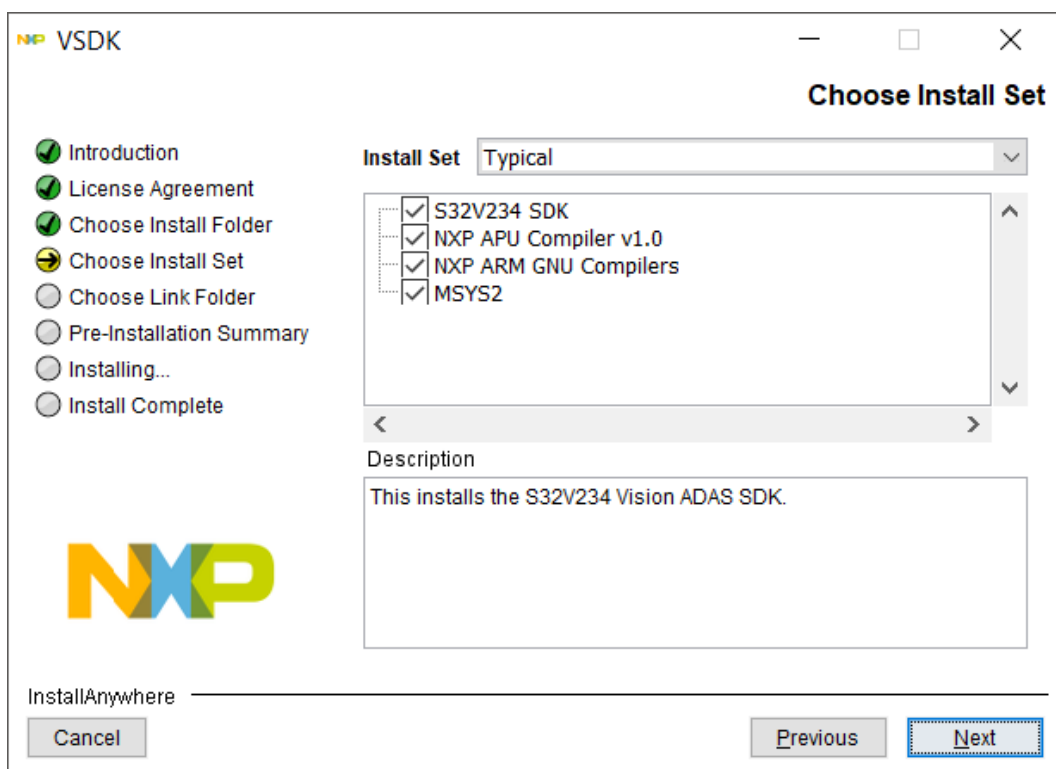 NXP VSDK
Choose Install Set
Introduction
License Agreement
Choose Install Folder
Choose Install Set
Choose Link Folder
Pre-Installation Summary
Installing...
Install Complete
Install Set Typical
S32V234 SDK
NXP APU Compiler v1.0
NXP ARM GNU Compilers
MSYS2
Description
This installs the S32V234 Vision ADAS SDK.
NXP
InstallAnywhere
Cancel
Previous
Next